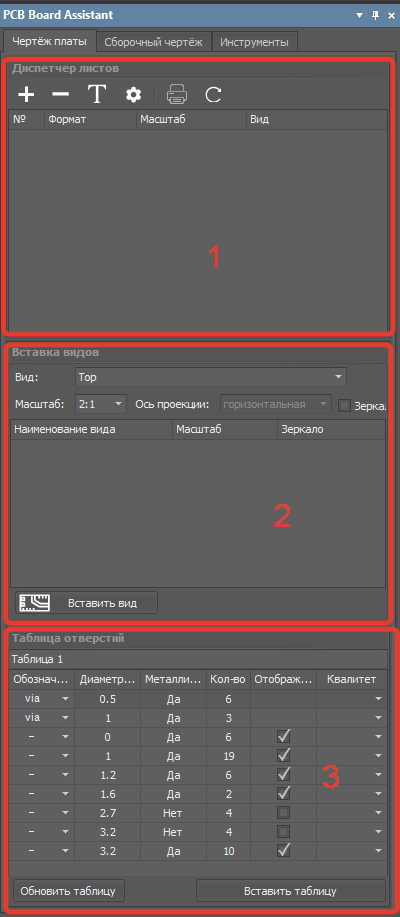 PCB Board Assistant
Чертёж платы Сборочный чертёж Инструменты
Диспетчер листов
T
№ Формат Масштаб Вид
1
Вставка видов
Вид: Top
Масштаб: 2:1 Ось проекции: горизонтальная Зеркал
Наименование вида Масштаб Зеркало
2
Вставить вид
Таблица отверстий
Таблица 1
Обознач... Диаметр... Металли... Кол-во Отображ... Квалитет
via 0.5 Да 6
via 1 Да 3
– 0 Да 6
– 1 Да 19
– 1.2 Да 6
– 1.6 Да 2
– 2.7 Нет 4
– 3.2 Нет 4
– 3.2 Да 10
3
Обновить таблицу Вставить таблицу